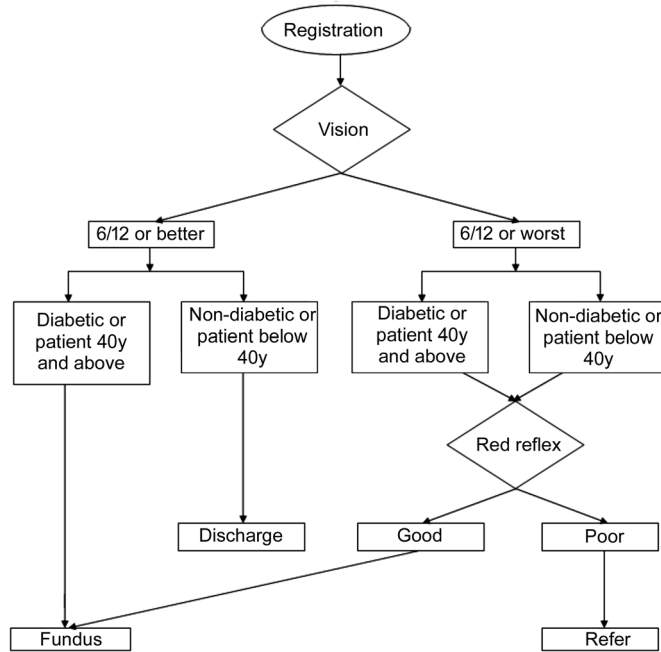 Registration
Vision
6/12 or better
6/12 or worst
Diabetic or
patient 40y
and above
Non-diabetic or
patient below
40y
Diabetic or
patient 40y
and above
Non-diabetic or
patient below
40y
Red reflex
Discharge
Good
Poor
Fundus
Refer